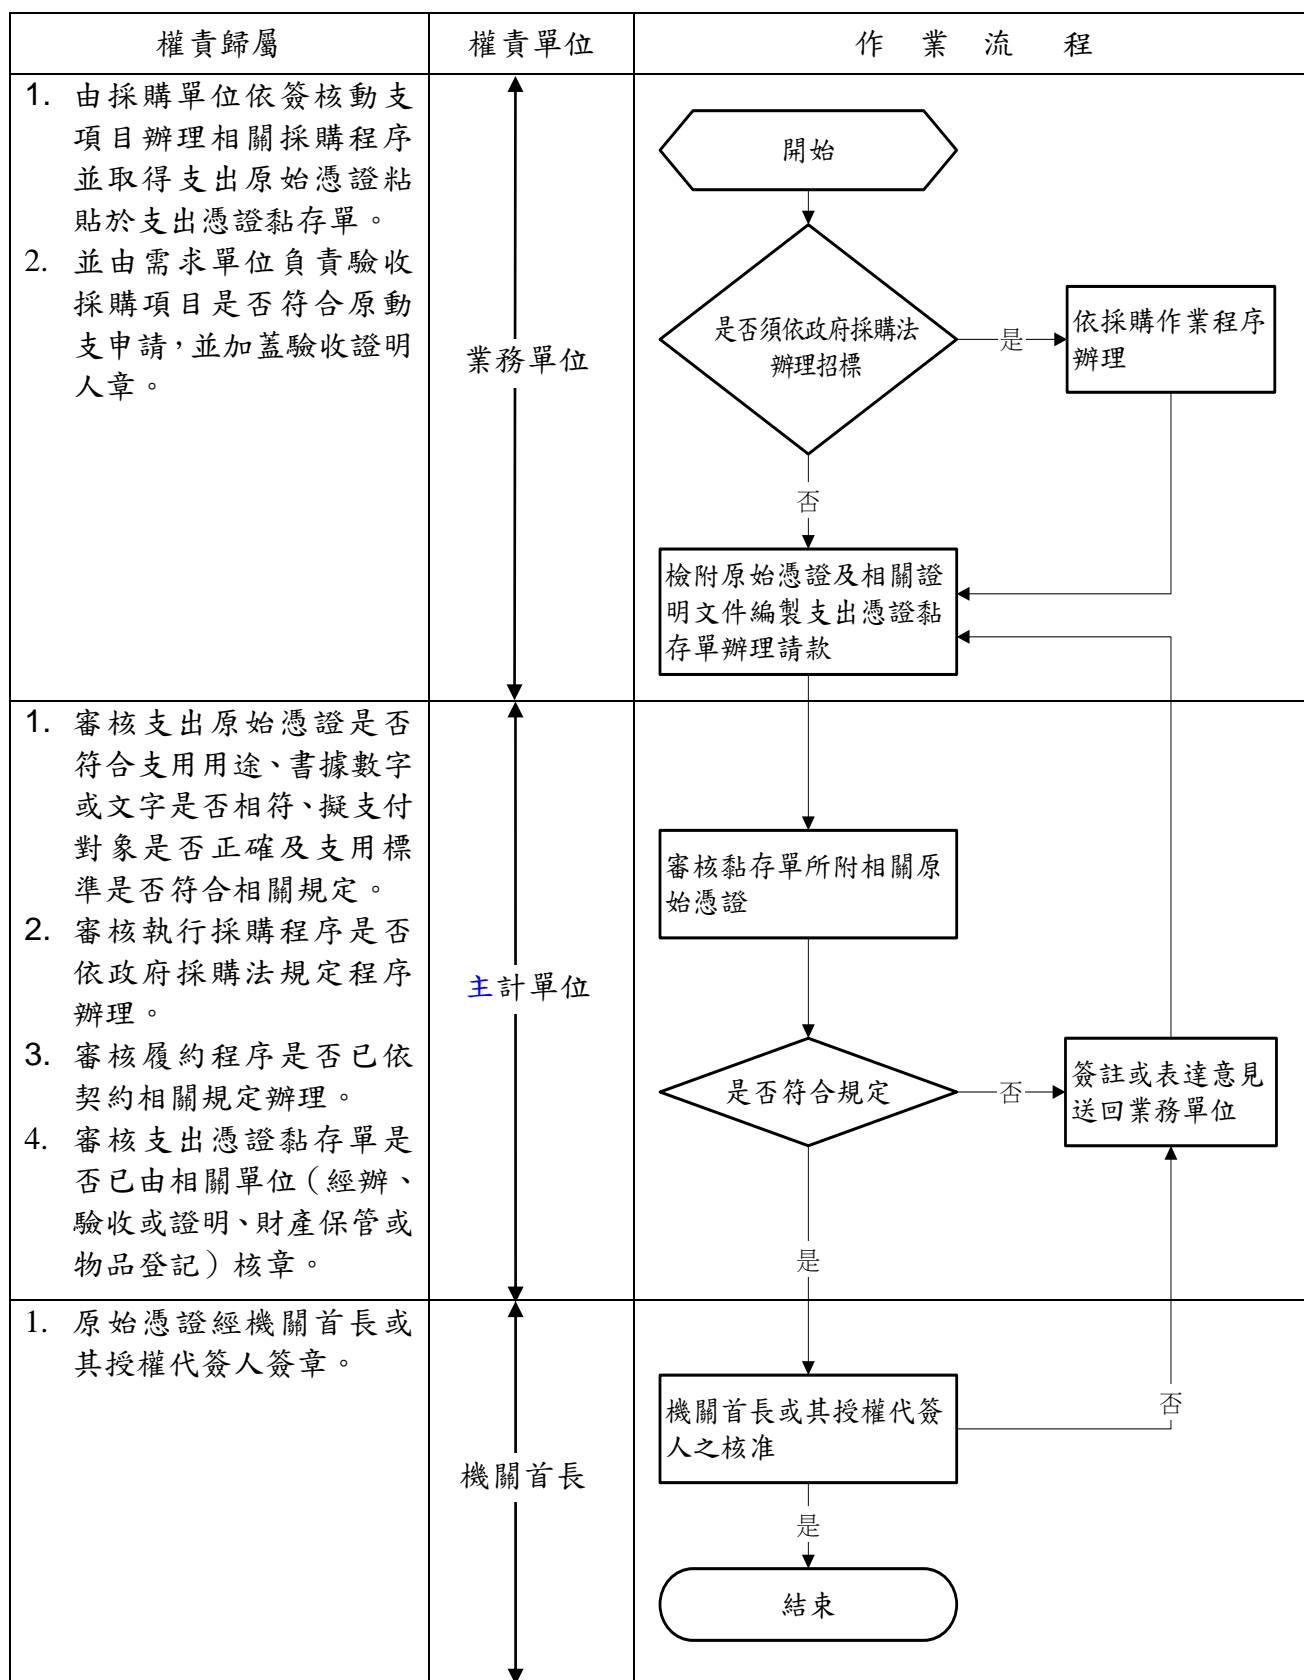 權責歸屬
權責單位
作業流程
1. 由採購單位依簽核動支
項目辦理相關採購程序
並取得支出原始憑證粘
貼於支出憑證黏存單。
2. 並由需求單位負責驗收
採購項目是否符合原動
支申請，並加蓋驗收證明
人章。
業務單位
開始
是否須依政府採購法
辦理招標
是
依採購作業程序
辦理
否
檢附原始憑證及相關證
明文件編製支出憑證黏
存單辦理請款
1. 審核支出原始憑證是否
符合支用用途、書據數字
或文字是否相符、擬支付
對象是否正確及支用標
準是否符合相關規定。
2. 審核執行採購程序是否
依政府採購法規定程序
辦理。
3. 審核履約程序是否已依
契約相關規定辦理。
4. 審核支出憑證黏存單是
否已由相關單位（經辦、
驗收或證明、財產保管或
物品登記）核章。
主計單位
審核黏存單所附相關原
始憑證
是否符合規定
否
簽註或表達意見
送回業務單位
是
1. 原始憑證經機關首長或
其授權代簽人簽章。
機關首長
機關首長或其授權代簽
人之核准
否
是
結束